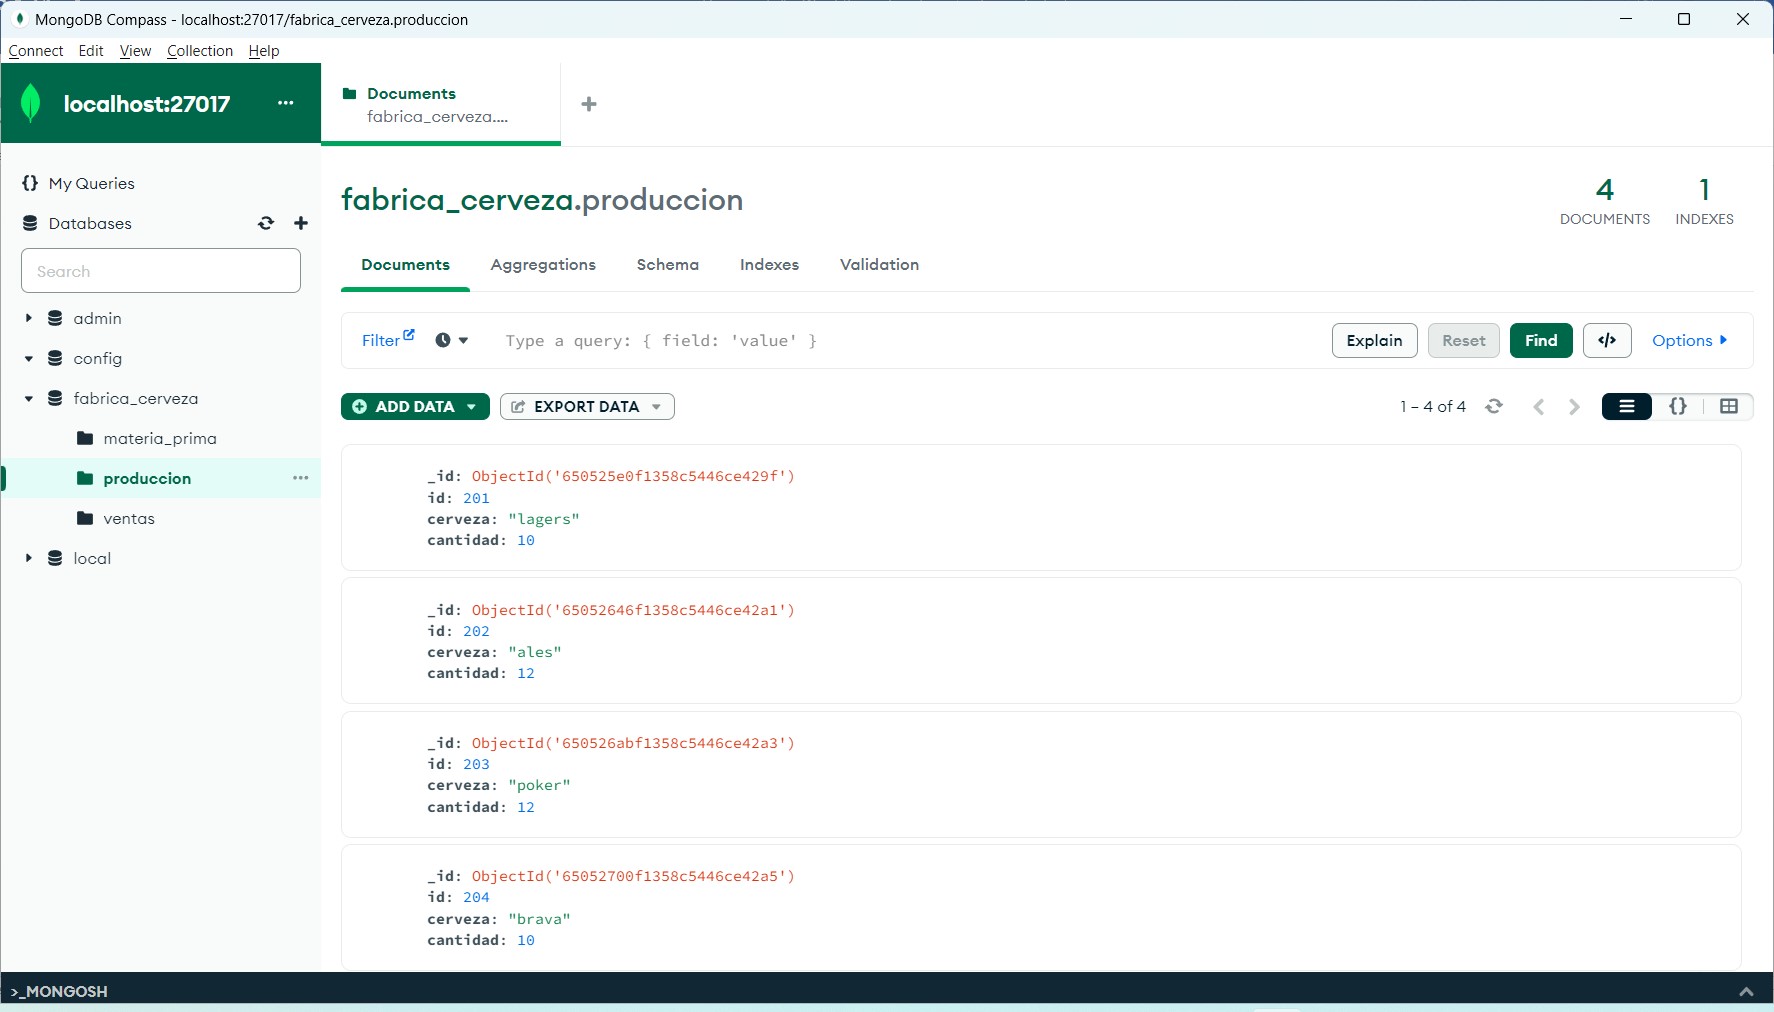 MongoDB Compass - localhost:27017/fabrica_cerveza.produccion
Connect Edit View Collection Help
localhost:27017 ···
Documents
fabrica_cerveza....
{} My Queries
Databases
Search
admin
config
fabrica_cerveza
materia_prima
produccion ···
ventas
local
fabrica_cerveza.produccion
4
DOCUMENTS
1
INDEXES
Documents Aggregations Schema Indexes Validation
Filter Type a query: { field: 'value' } Explain Reset Find </> Options
ADD DATA EXPORT DATA 1 – 4 of 4 {}
_id: ObjectId('650525e0f1358c5446ce429f')
id: 201
cerveza: "lagers"
cantidad: 10
_id: ObjectId('65052646f1358c5446ce42a1')
id: 202
cerveza: "ales"
cantidad: 12
_id: ObjectId('650526abf1358c5446ce42a3')
id: 203
cerveza: "poker"
cantidad: 12
_id: ObjectId('65052700f1358c5446ce42a5')
id: 204
cerveza: "brava"
cantidad: 10
>_MONGOSH